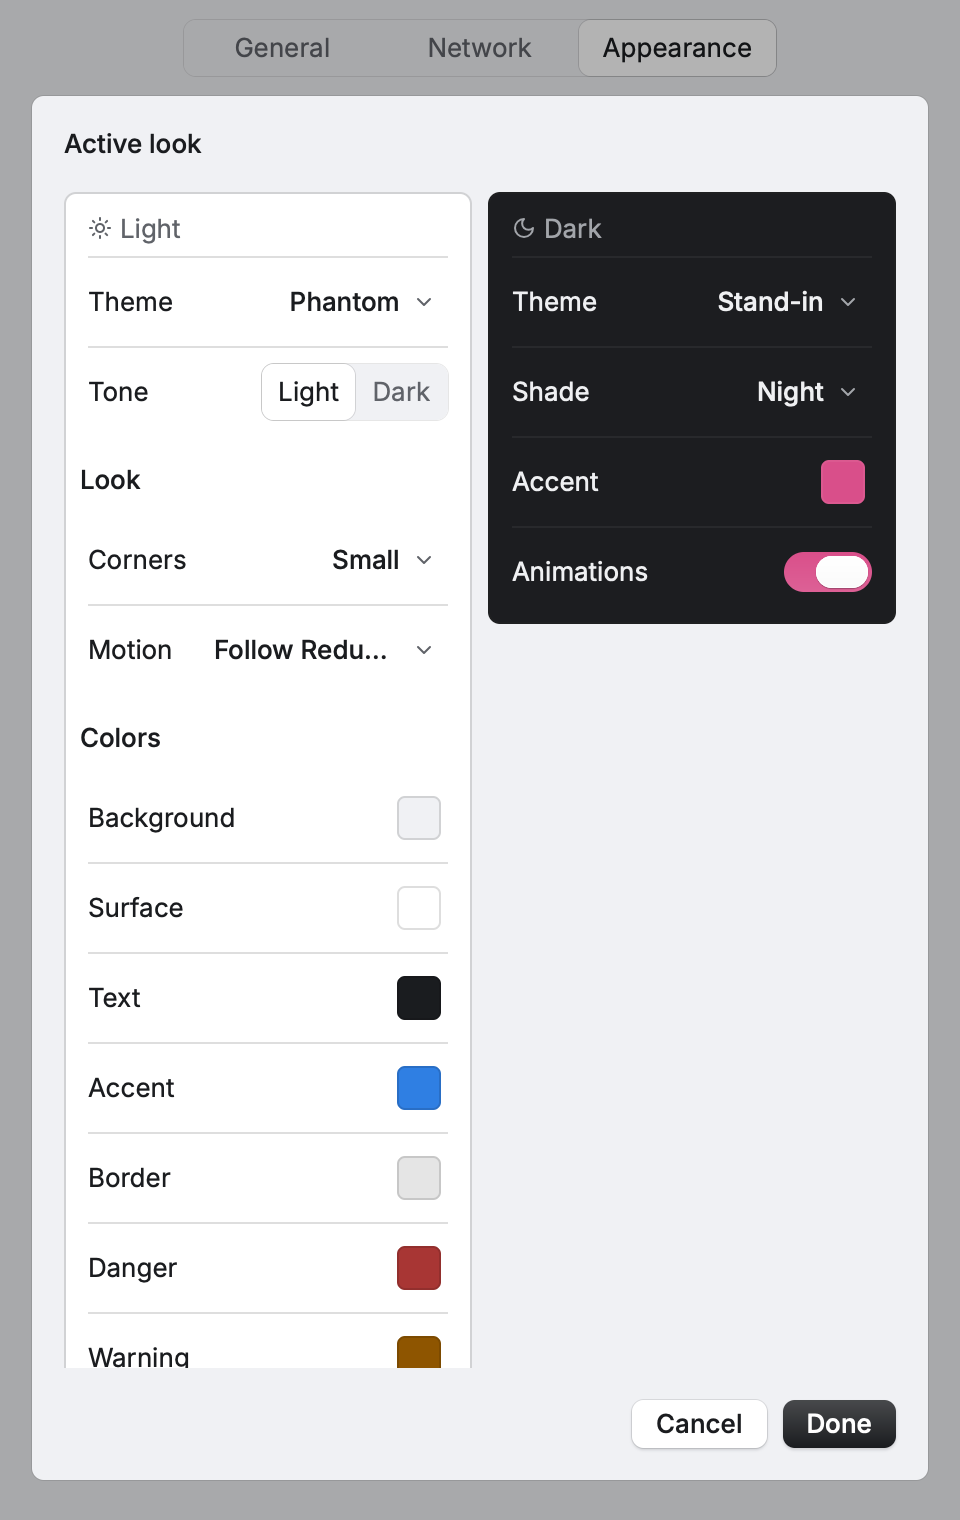 General
Network
Appearance
Active look
Light
Theme
Phantom
Tone
Light
Dark
Look
Corners
Small
Motion
Follow Redu...
Colors
Background
Surface
Text
Accent
Border
Danger
Warning
Dark
Theme
Stand-in
Shade
Night
Accent
Animations
Cancel
Done